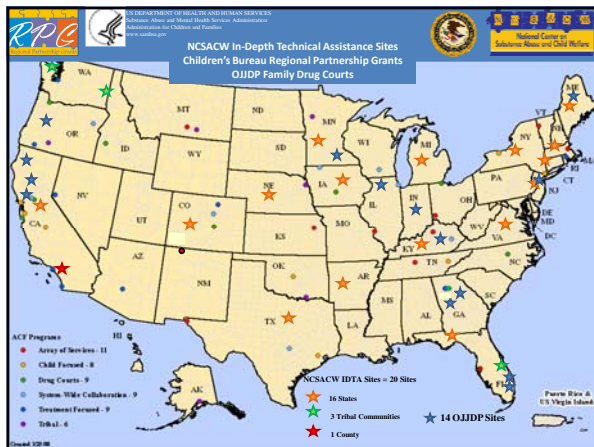 RPG
Regional Partnership Grants
US DEPARTMENT OF HEALTH AND HUMAN SERVICES
Substance Abuse and Mental Health Services Administration
Administration for Children and Families
www.samhsa.gov
NCSACW In-Depth Technical Assistance Sites
Children's Bureau Regional Partnership Grants
OJJDP Family Drug Courts
National Center on
Substance Abuse and Child Welfare
WA
MT
ND
MN
VT
ME
OR
ID
WY
SD
WI
MI
NY
NH
MA
RI
CT
NJ
NV
UT
CO
NE
IA
IL
IN
OH
PA
DE
MD
DC
CA
KS
MO
KY
WV
VA
AZ
NM
OK
AR
TN
NC
TX
LA
MS
AL
GA
SC
FL
HI
AK
ACF Programs
Array of Services - 11
Child Focused - 8
Drug Courts - 9
System-Wide Collaboration - 9
Treatment Focused - 9
Tribal - 6
NCSACW IDTA Sites = 20 Sites
16 States
3 Tribal Communities
1 County
14 OJJDP Sites
Puerto Rico &
US Virgin Islands